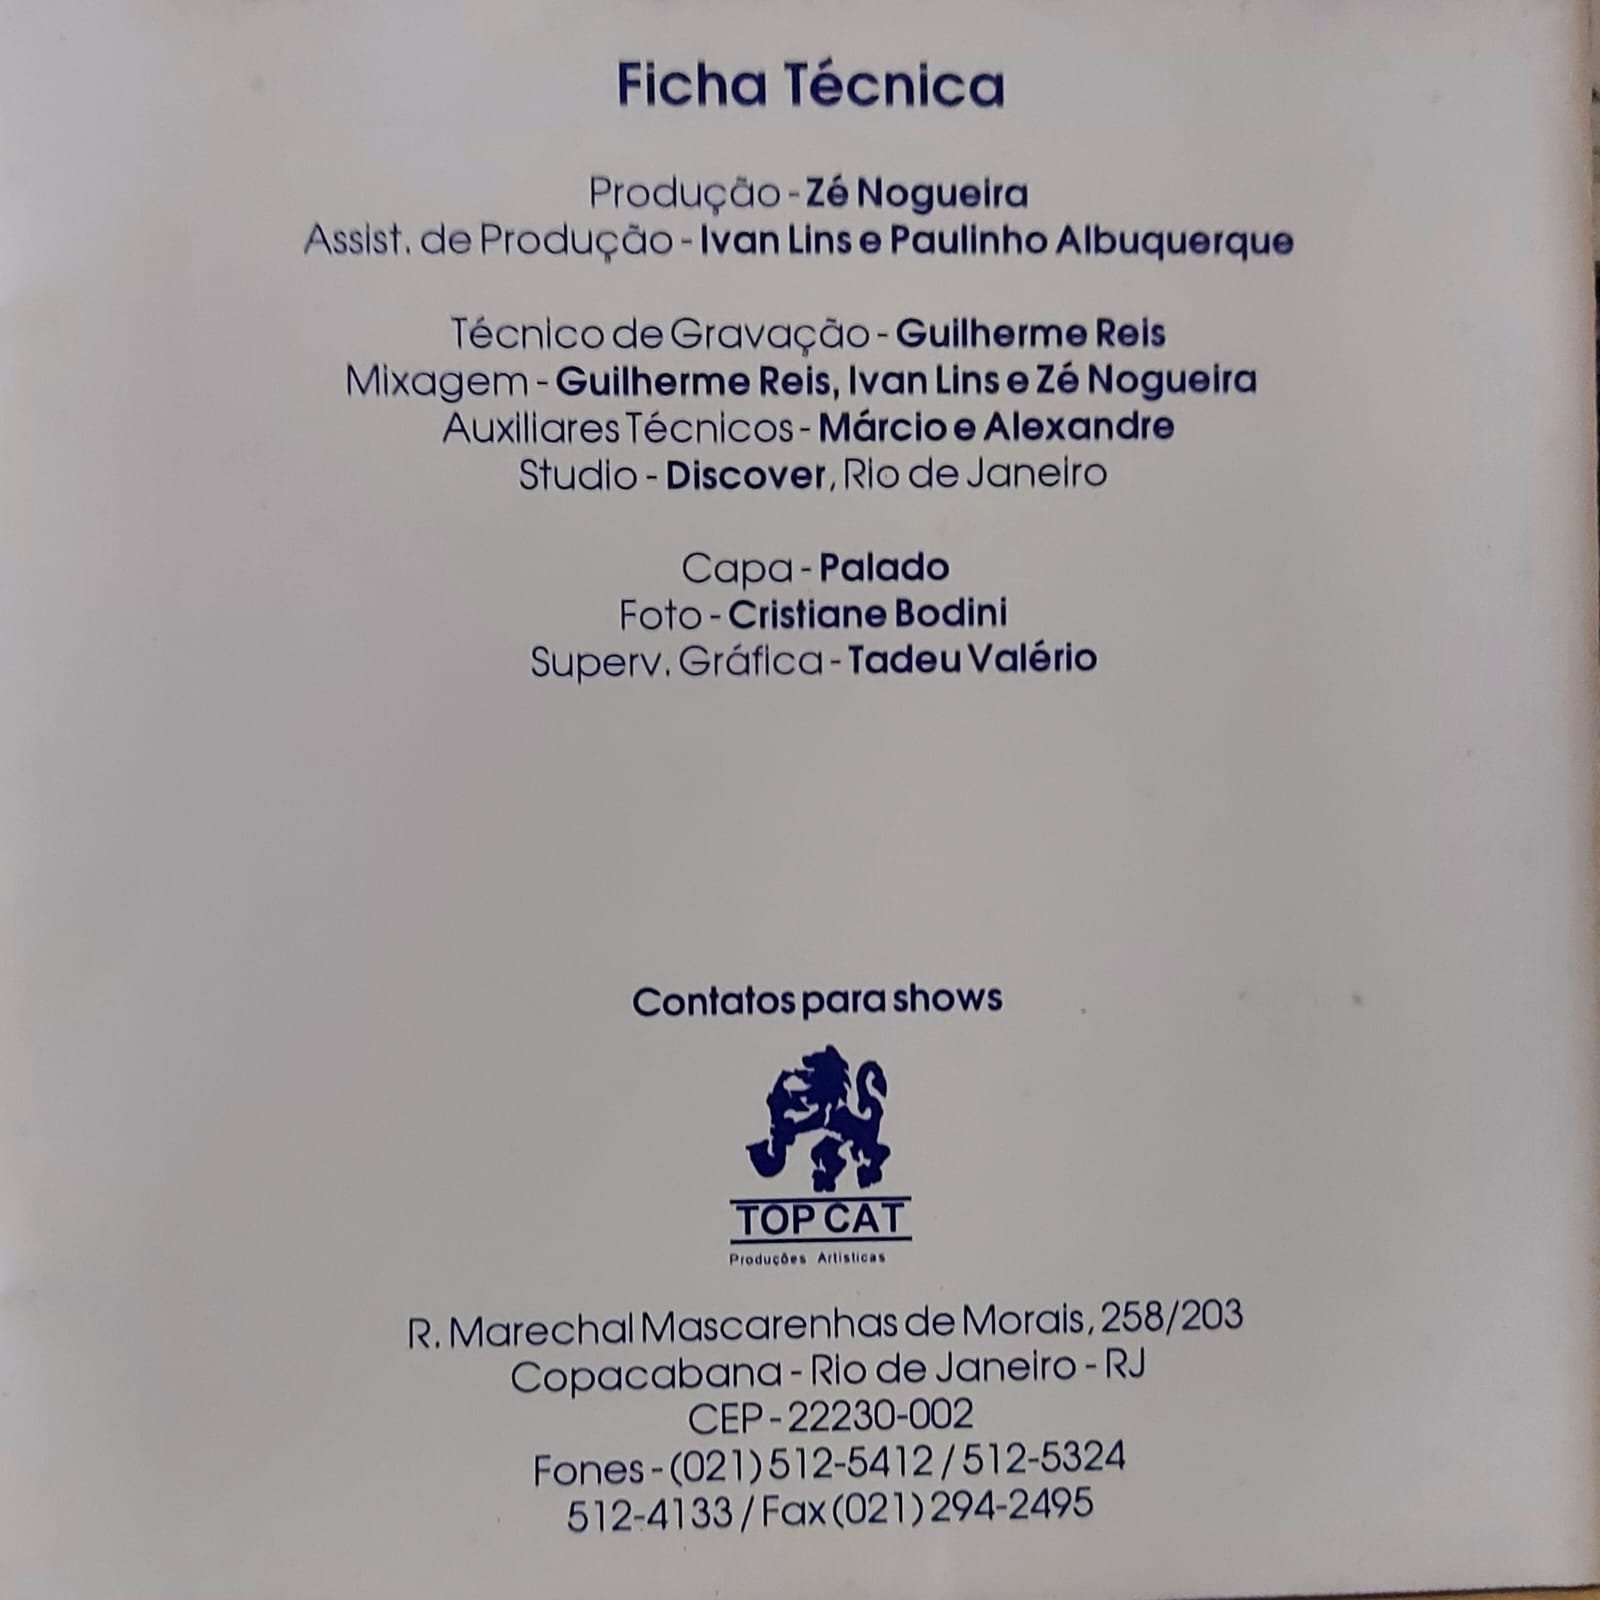 Ficha Técnica
Produção - Zé Nogueira
Assist. de Produção - Ivan Lins e Paulinho Albuquerque
Técnico de Gravação - Guilherme Reis
Mixagem - Guilherme Reis, Ivan Lins e Zé Nogueira
Auxiliares Técnicos - Márcio e Alexandre
Studio - Discover, Rio de Janeiro
Capa - Palado
Foto - Cristiane Bodini
Superv. Gráfica - Tadeu Valério
Contatos para shows
TOP CAT
Produções Artísticas
R. Marechal Mascarenhas de Morais, 258/203
Copacabana - Rio de Janeiro - RJ
CEP - 22230-002
Fones - (021) 512-5412 / 512-5324
512-4133 / Fax (021) 294-2495